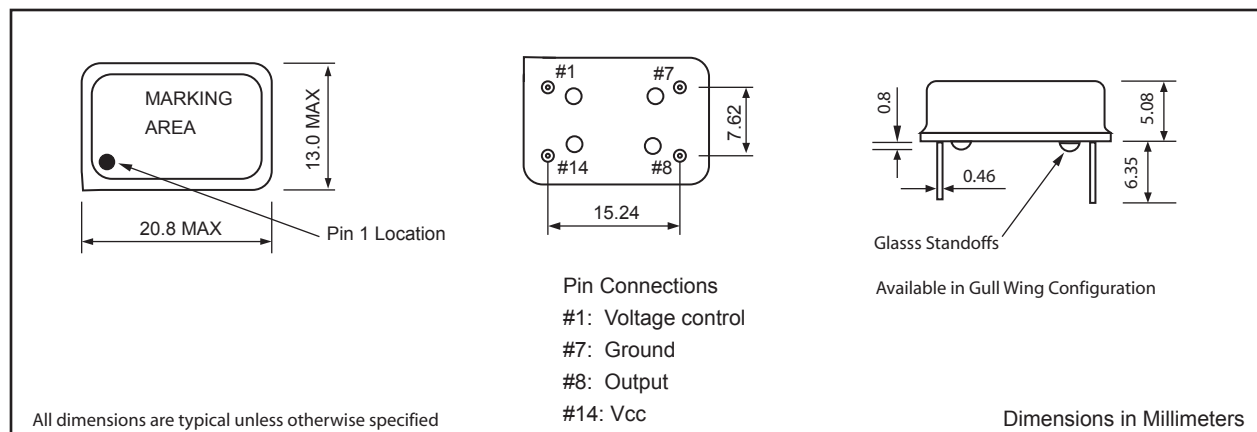 MARKING
AREA
13.0 MAX
20.8 MAX
Pin 1 Location
#1
#7
#14
#8
7.62
15.24
Pin Connections
#1: Voltage control
#7: Ground
#8: Output
#14: Vcc
0.8
0.46
5.08
6.35
Glasss Standoffs
Available in Gull Wing Configuration
All dimensions are typical unless otherwise specified
Dimensions in Millimeters